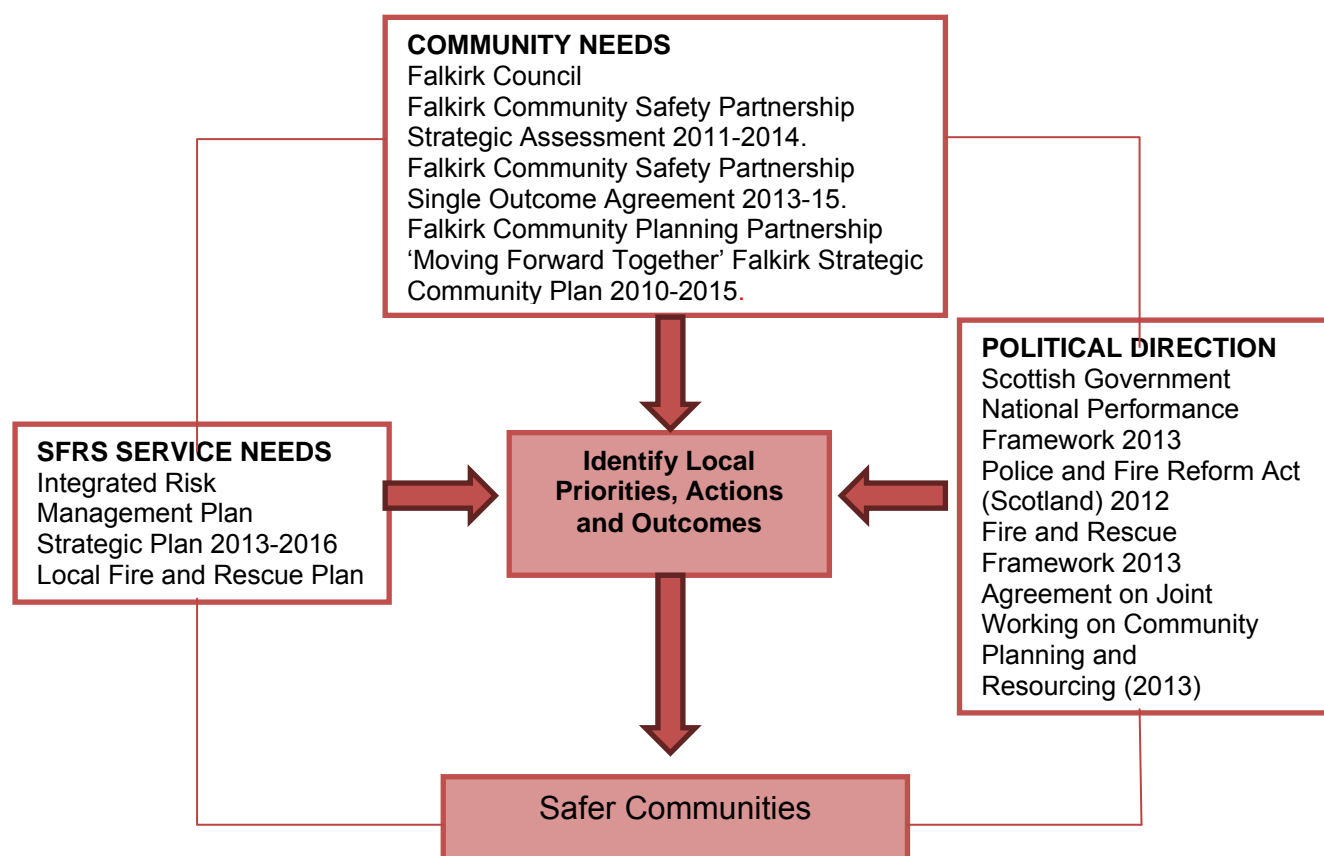 COMMUNITY NEEDS
Falkirk Council
Falkirk Community Safety Partnership
Strategic Assessment 2011-2014.
Falkirk Community Safety Partnership
Single Outcome Agreement 2013-15.
Falkirk Community Planning Partnership
‘Moving Forward Together’ Falkirk Strategic
Community Plan 2010-2015.
SFRS SERVICE NEEDS
Integrated Risk
Management Plan
Strategic Plan 2013-2016
Local Fire and Rescue Plan
Identify Local
Priorities, Actions
and Outcomes
POLITICAL DIRECTION
Scottish Government
National Performance
Framework 2013
Police and Fire Reform Act
(Scotland) 2012
Fire and Rescue
Framework 2013
Agreement on Joint
Working on Community
Planning and
Resourcing (2013)
Safer Communities